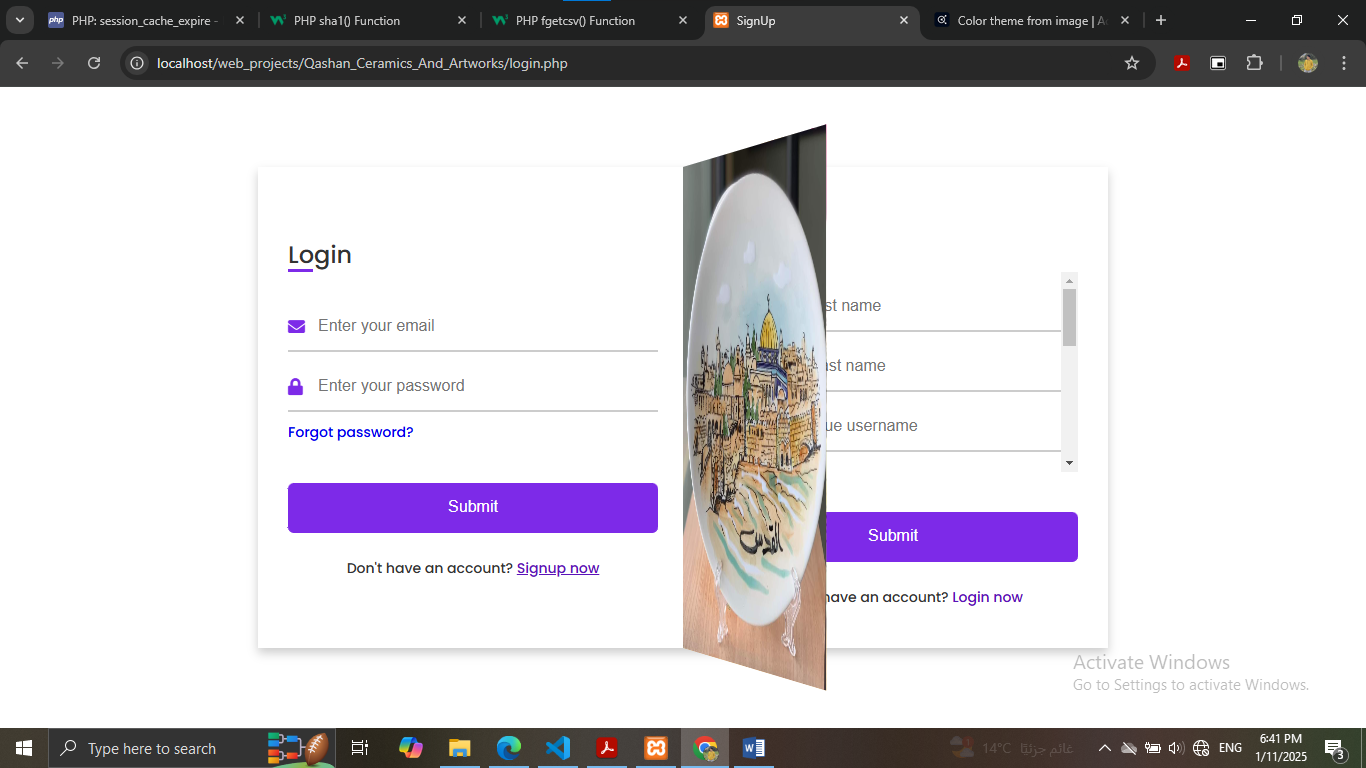 PHP: session_cache_expire -
PHP sha1() Function
PHP fgetcsv() Function
SignUp
Color theme from image | A
localhost/web_projects/Qashan_Ceramics_And_Artworks/login.php
Login
Enter your email
Enter your password
Forgot password?
Submit
Don't have an account? Signup now
القدس
st name
st name
ue username
Submit
have an account? Login now
Activate Windows
Go to Settings to activate Windows.
Type here to search
14°C غائم جزئيًا
ENG
6:41 PM
1/11/2025
3